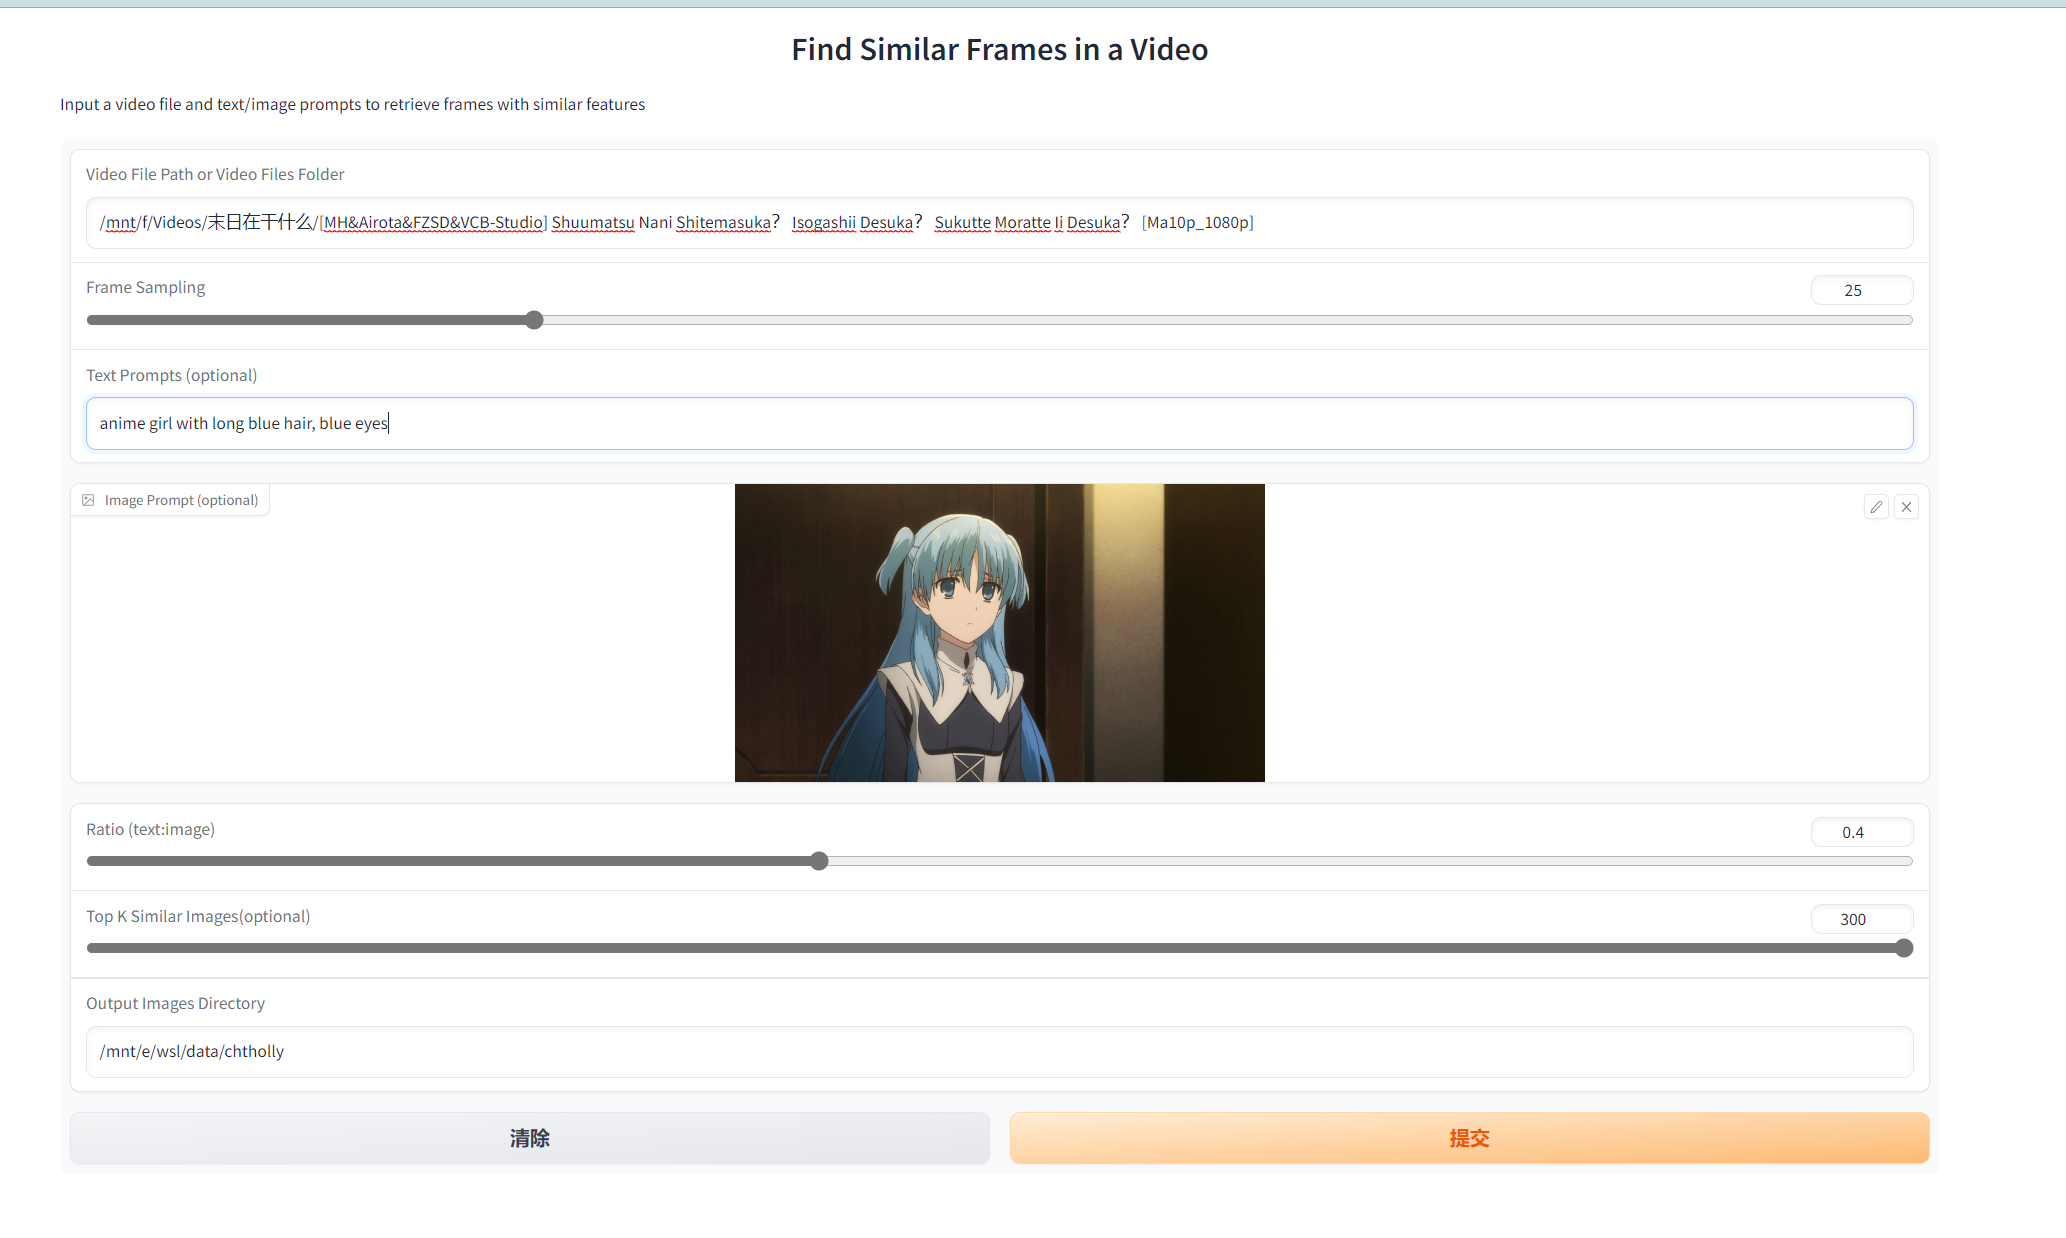 Find Similar Frames in a Video
Input a video file and text/image prompts to retrieve frames with similar features
Video File Path or Video Files Folder
/mnt/f/Videos/末日在干什么/[MH&Airota&FZSD&VCB-Studio] Shuumatsu Nani Shitemasuka？ Isogashii Desuka？ Sukutte Moratte Ii Desuka？ [Ma10p_1080p]
Frame Sampling
25
Text Prompts (optional)
anime girl with long blue hair, blue eyes
Image Prompt (optional)
Ratio (text:image)
0.4
Top K Similar Images(optional)
300
Output Images Directory
/mnt/e/wsl/data/chtholly
清除
提交